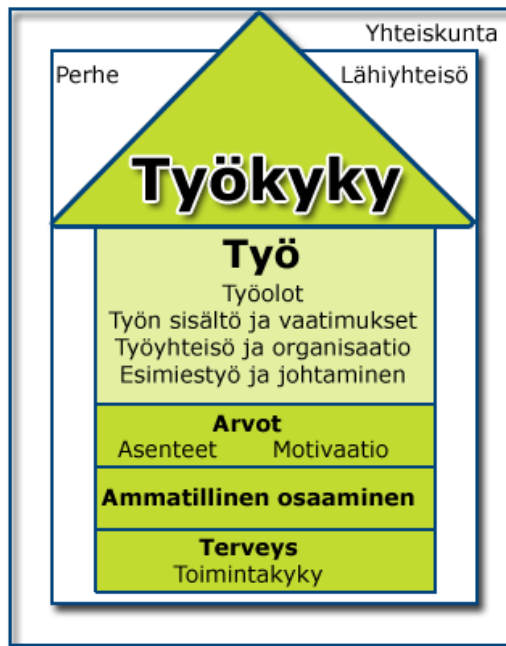 Yhteiskunta
Perhe
Lähiyhteisö
Työkyky
Työ
Työolot
Työn sisältö ja vaatimukset
Työyhteisö ja organisaatio
Esimiestyö ja johtaminen
Arvot
Asenteet Motivaatio
Ammatillinen osaaminen
Terveys
Toimintakyky